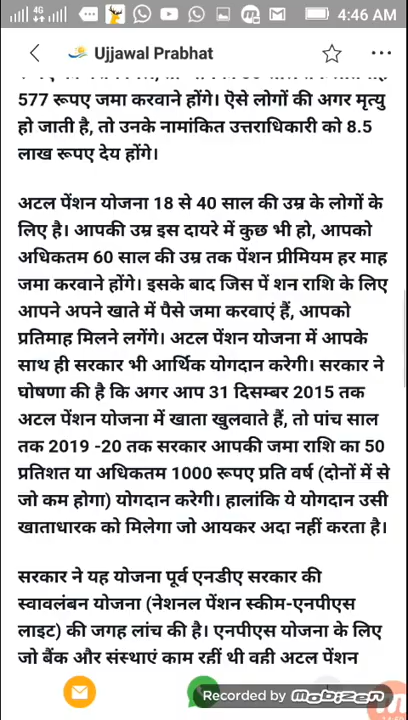 4G
4:46 AM
Ujjawal Prabhat
577 रूपए जमा करवाने होंगे। ऐसे लोगों की अगर मृत्यु
हो जाती है, तो उनके नामांकित उत्तराधिकारी को 8.5
लाख रूपए देय होंगे।
अटल पेंशन योजना 18 से 40 साल की उम्र के लोगों के
लिए है। आपकी उम्र इस दायरे में कुछ भी हो, आपको
अधिकतम 60 साल की उम्र तक पेंशन प्रीमियम हर माह
जमा करवाने होंगे। इसके बाद जिस पें शन राशि के लिए
आपने अपने खाते में पैसे जमा करवाएं हैं, आपको
प्रतिमाह मिलने लगेंगे। अटल पेंशन योजना में आपके
साथ ही सरकार भी आर्थिक योगदान करेगी। सरकार ने
घोषणा की है कि अगर आप 31 दिसम्बर 2015 तक
अटल पेंशन योजना में खाता खुलवाते हैं, तो पांच साल
तक 2019 -20 तक सरकार आपकी जमा राशि का 50
प्रतिशत या अधिकतम 1000 रूपए प्रति वर्ष (दोनों में से
जो कम होगा) योगदान करेगी। हालांकि ये योगदान उसी
खाताधारक को मिलेगा जो आयकर अदा नहीं करता है।
सरकार ने यह योजना पूर्व एनडीए सरकार की
स्वावलंबन योजना (नेशनल पेंशन स्कीम-एनपीएस
लाइट) की जगह लांच की है। एनपीएस योजना के लिए
जो बैंक और संस्थाएं काम रहीं थी वही अटल पेंशन
Recorded by Mobizen